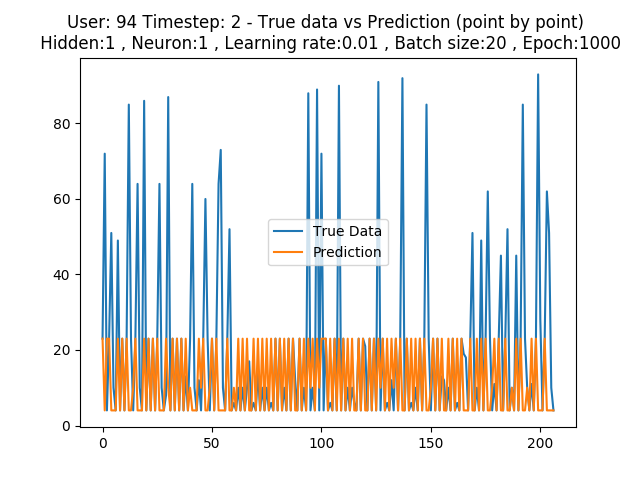 User: 94 Timestep: 2 - True data vs Prediction (point by point)
Hidden:1 , Neuron:1 , Learning rate:0.01 , Batch size:20 , Epoch:1000
80
60
True Data
Prediction
40
20
0
0 50 100 150 200